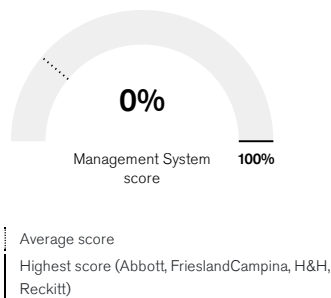 0%
Management System
score
100%
Average score
Highest score (Abbott, FrieslandCampina, H&H,
Reckitt)